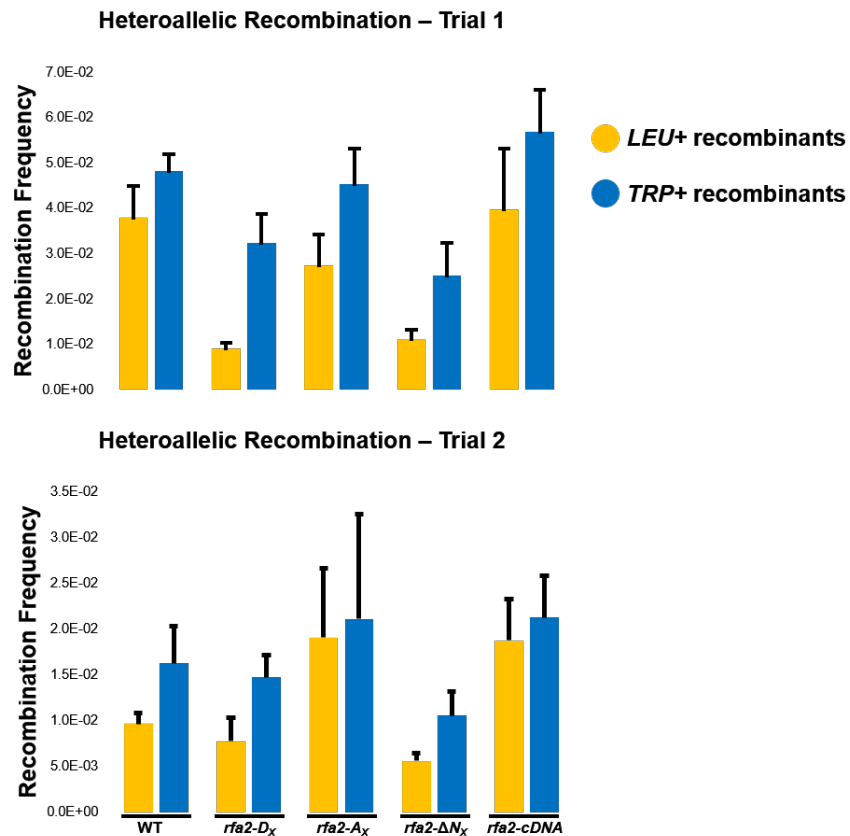 Heteroallelic Recombination – Trial 1
Recombination Frequency
7.0E-02
6.0E-02
5.0E-02
4.0E-02
3.0E-02
2.0E-02
1.0E-02
0.0E+00
LEU+ recombinants
TRP+ recombinants
Heteroallelic Recombination – Trial 2
Recombination Frequency
3.5E-02
3.0E-02
2.5E-02
2.0E-02
1.5E-02
1.0E-02
5.0E-03
0.0E+00
WT rfa2-Dₓ rfa2-Aₓ rfa2-ΔNₓ rfa2-cDNA